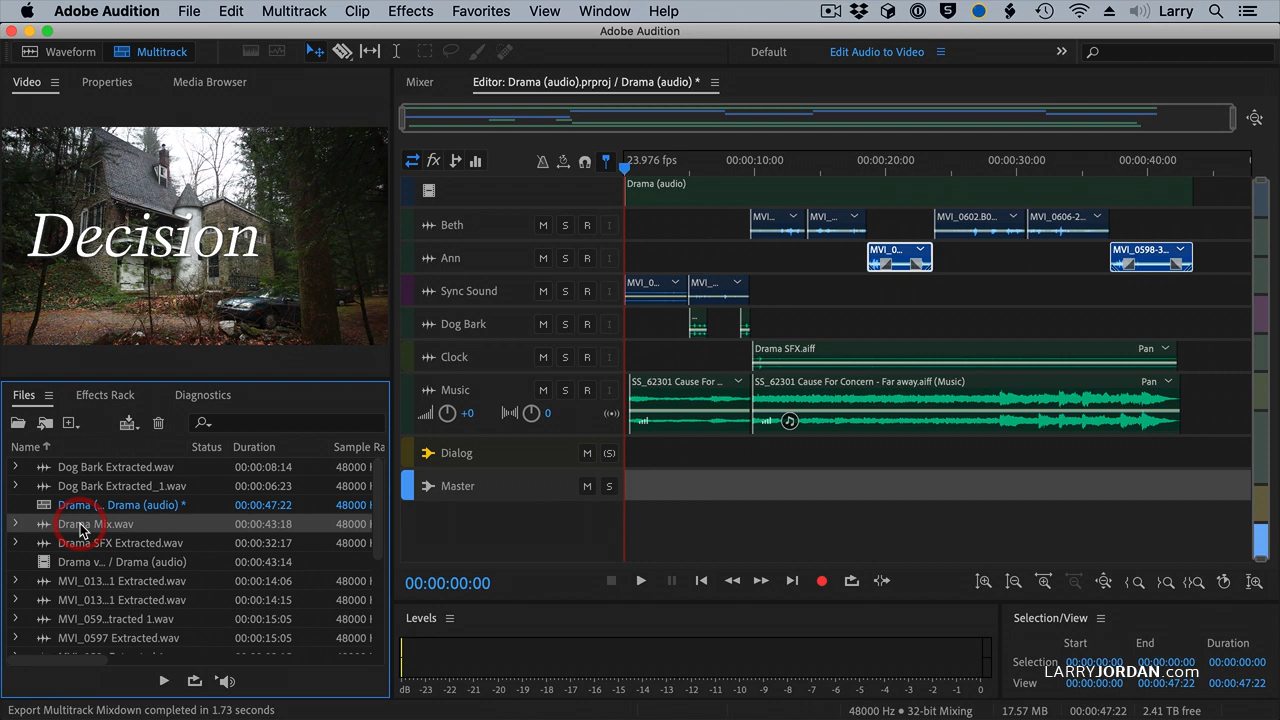 Adobe Audition File Edit Multitrack Clip Effects Favorites View Window Help Larry
Adobe Audition
Waveform Multitrack Default Edit Audio to Video
Video Properties Media Browser
Mixer Editor: Drama (audio).prproj / Drama (audio) *
Decision
23.976 fps 00:00:10:00 00:00:20:00 00:00:30:00 00:00:40:00
Drama (audio)
Beth M S R I MVI... MVI_... MVI_0602.B0... MVI_0606-2...
Ann M S R I MVI_0... MVI_0598-3...
Sync Sound M S R I MVI_0... MVI_...
Dog Bark M S R I ...
Clock M S R I Drama SFX.aiff Pan
Music M S R I SS_62301 Cause For ... SS_62301 Cause For Concern - Far away.aiff (Music) Pan
+0 0
Dialog M (S)
Master M S
00:00:00:00
Files Effects Rack Diagnostics
Name Status Duration Sample Ra
Dog Bark Extracted.wav 00:00:08:14 48000 H
Dog Bark Extracted_1.wav 00:00:06:23 48000 H
Drama (... Drama (audio) * 00:00:47:22 48000 H
Drama Mix.wav 00:00:43:18 48000 H
Drama SFX Extracted.wav 00:00:32:17 48000 H
Drama v... / Drama (audio) 00:00:43:14
MVI_013...1 Extracted.wav 00:00:14:06 48000 H
MVI_013...1 Extracted.wav 00:00:14:15 48000 H
MVI_059...tracted 1.wav 00:00:15:05 48000 H
MVI_0597 Extracted.wav 00:00:15:05 48000 H
Levels
dB -28 -27 -26 -25 -24 -23 -22 -21 -20 -19 -18 -17 -16 -15 -14 -13 -12 -11 -10 -9 -8 -7 -6 -5 -4 -3 -2 -1 0
Selection/View
Start End Duration
Selection 00:00:00:00 00:00:00:00 00:00:00:00
LARRYJORDAN.com
View 00:00:00:00 00:00:47:22 00:00:47:22
Export Multitrack Mixdown completed in 1.73 seconds 48000 Hz • 32-bit Mixing 17.57 MB 00:00:47:22 2.41 TB free